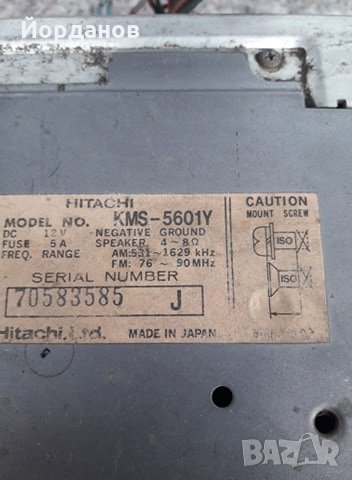 Йорданов
HITACHI
MODEL NO. KMS-5601Y
DC 12V NEGATIVE GROUND
FUSE 5A SPEAKER 4~8Ω
FREQ. RANGE AM: 531~1629 kHz
FM: 76 ~ 90MHz
SERIAL NUMBER
70583585 J
Hitachi, Ltd. MADE IN JAPAN
CAUTION
MOUNT SCREW
ISO
ISO
bazar